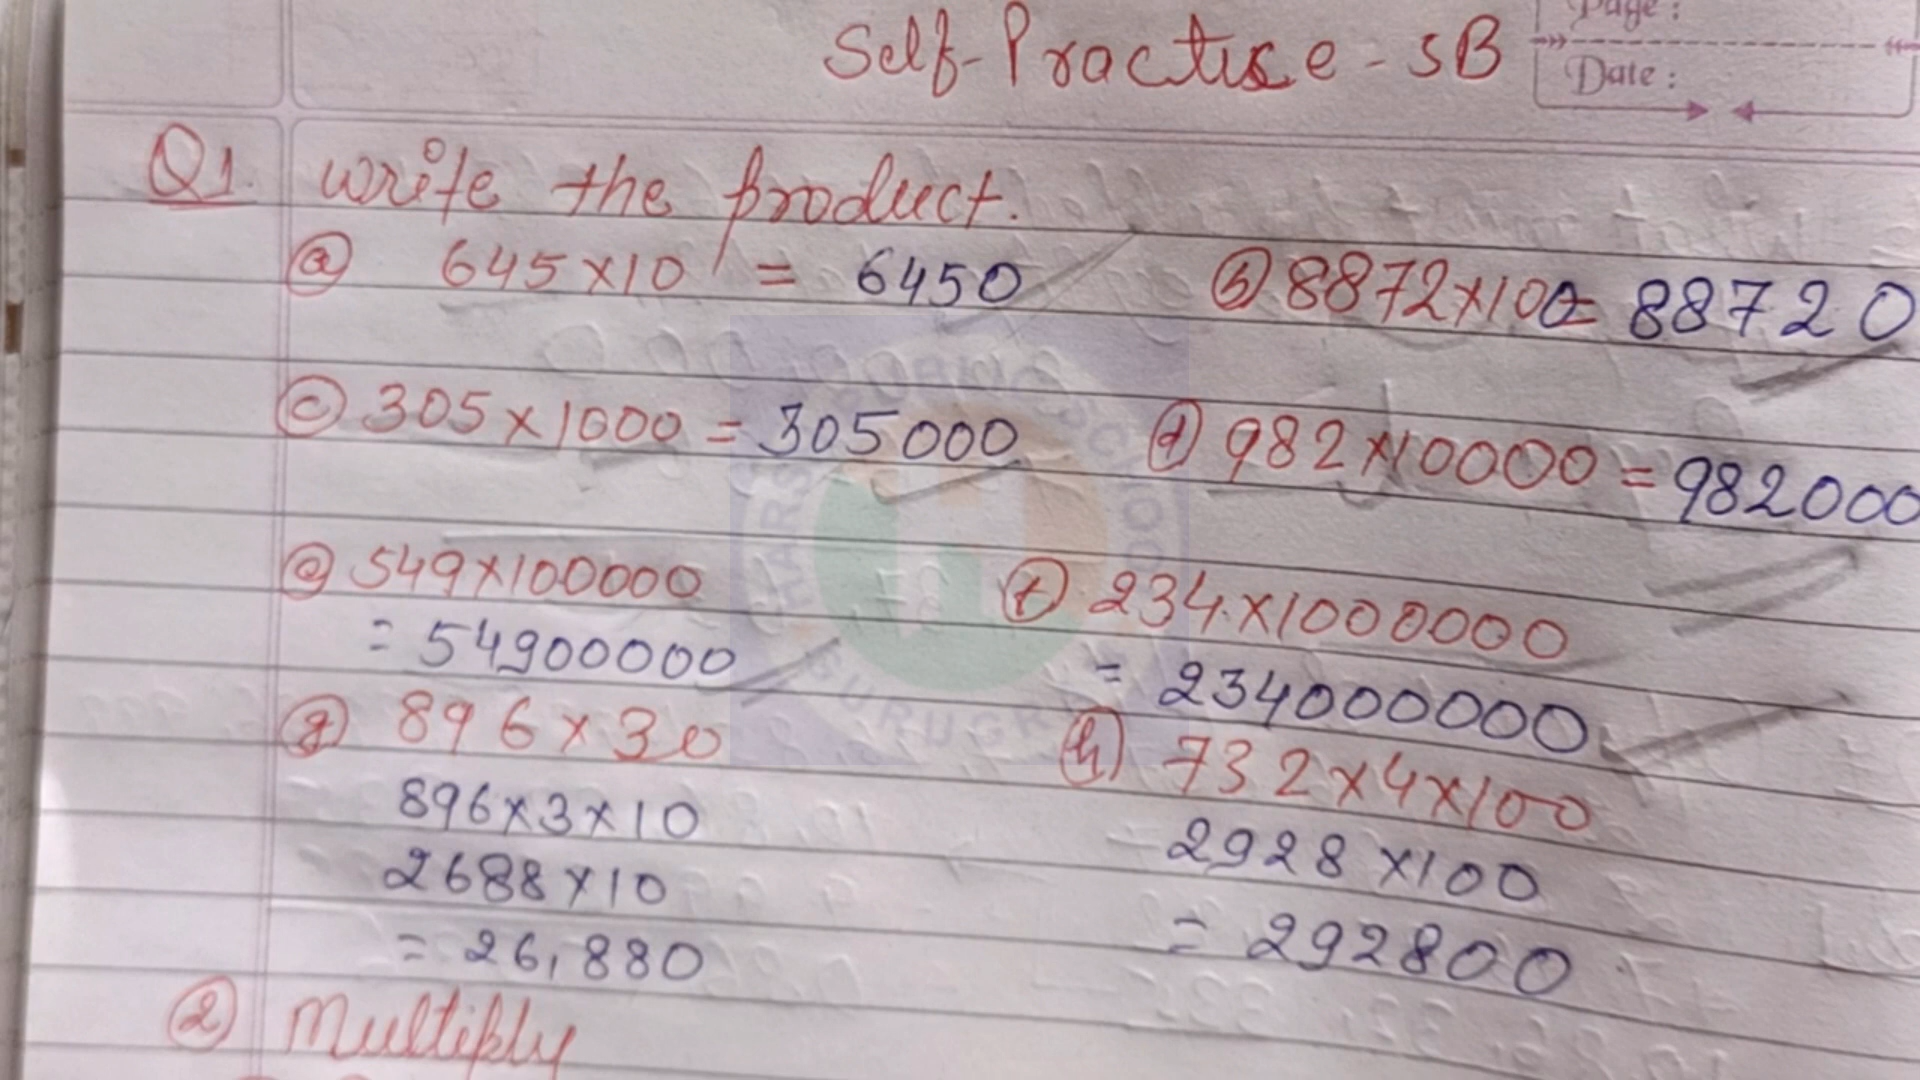 Page :
Self-Practise - 5B
Date :
Q1. write the product.
(a) 645×10 = 6450 (b) 8872×100= 88720
(c) 305×1000 = 305000 (d) 982×10000 = 982000
(e) 549×100000 (f) 234×1000000
= 54900000 = 234000000
(g) 896×30 (h) 732×4×100
896×3×10 2928×100
2688×10 = 292800
= 26,880
(2) Multiply